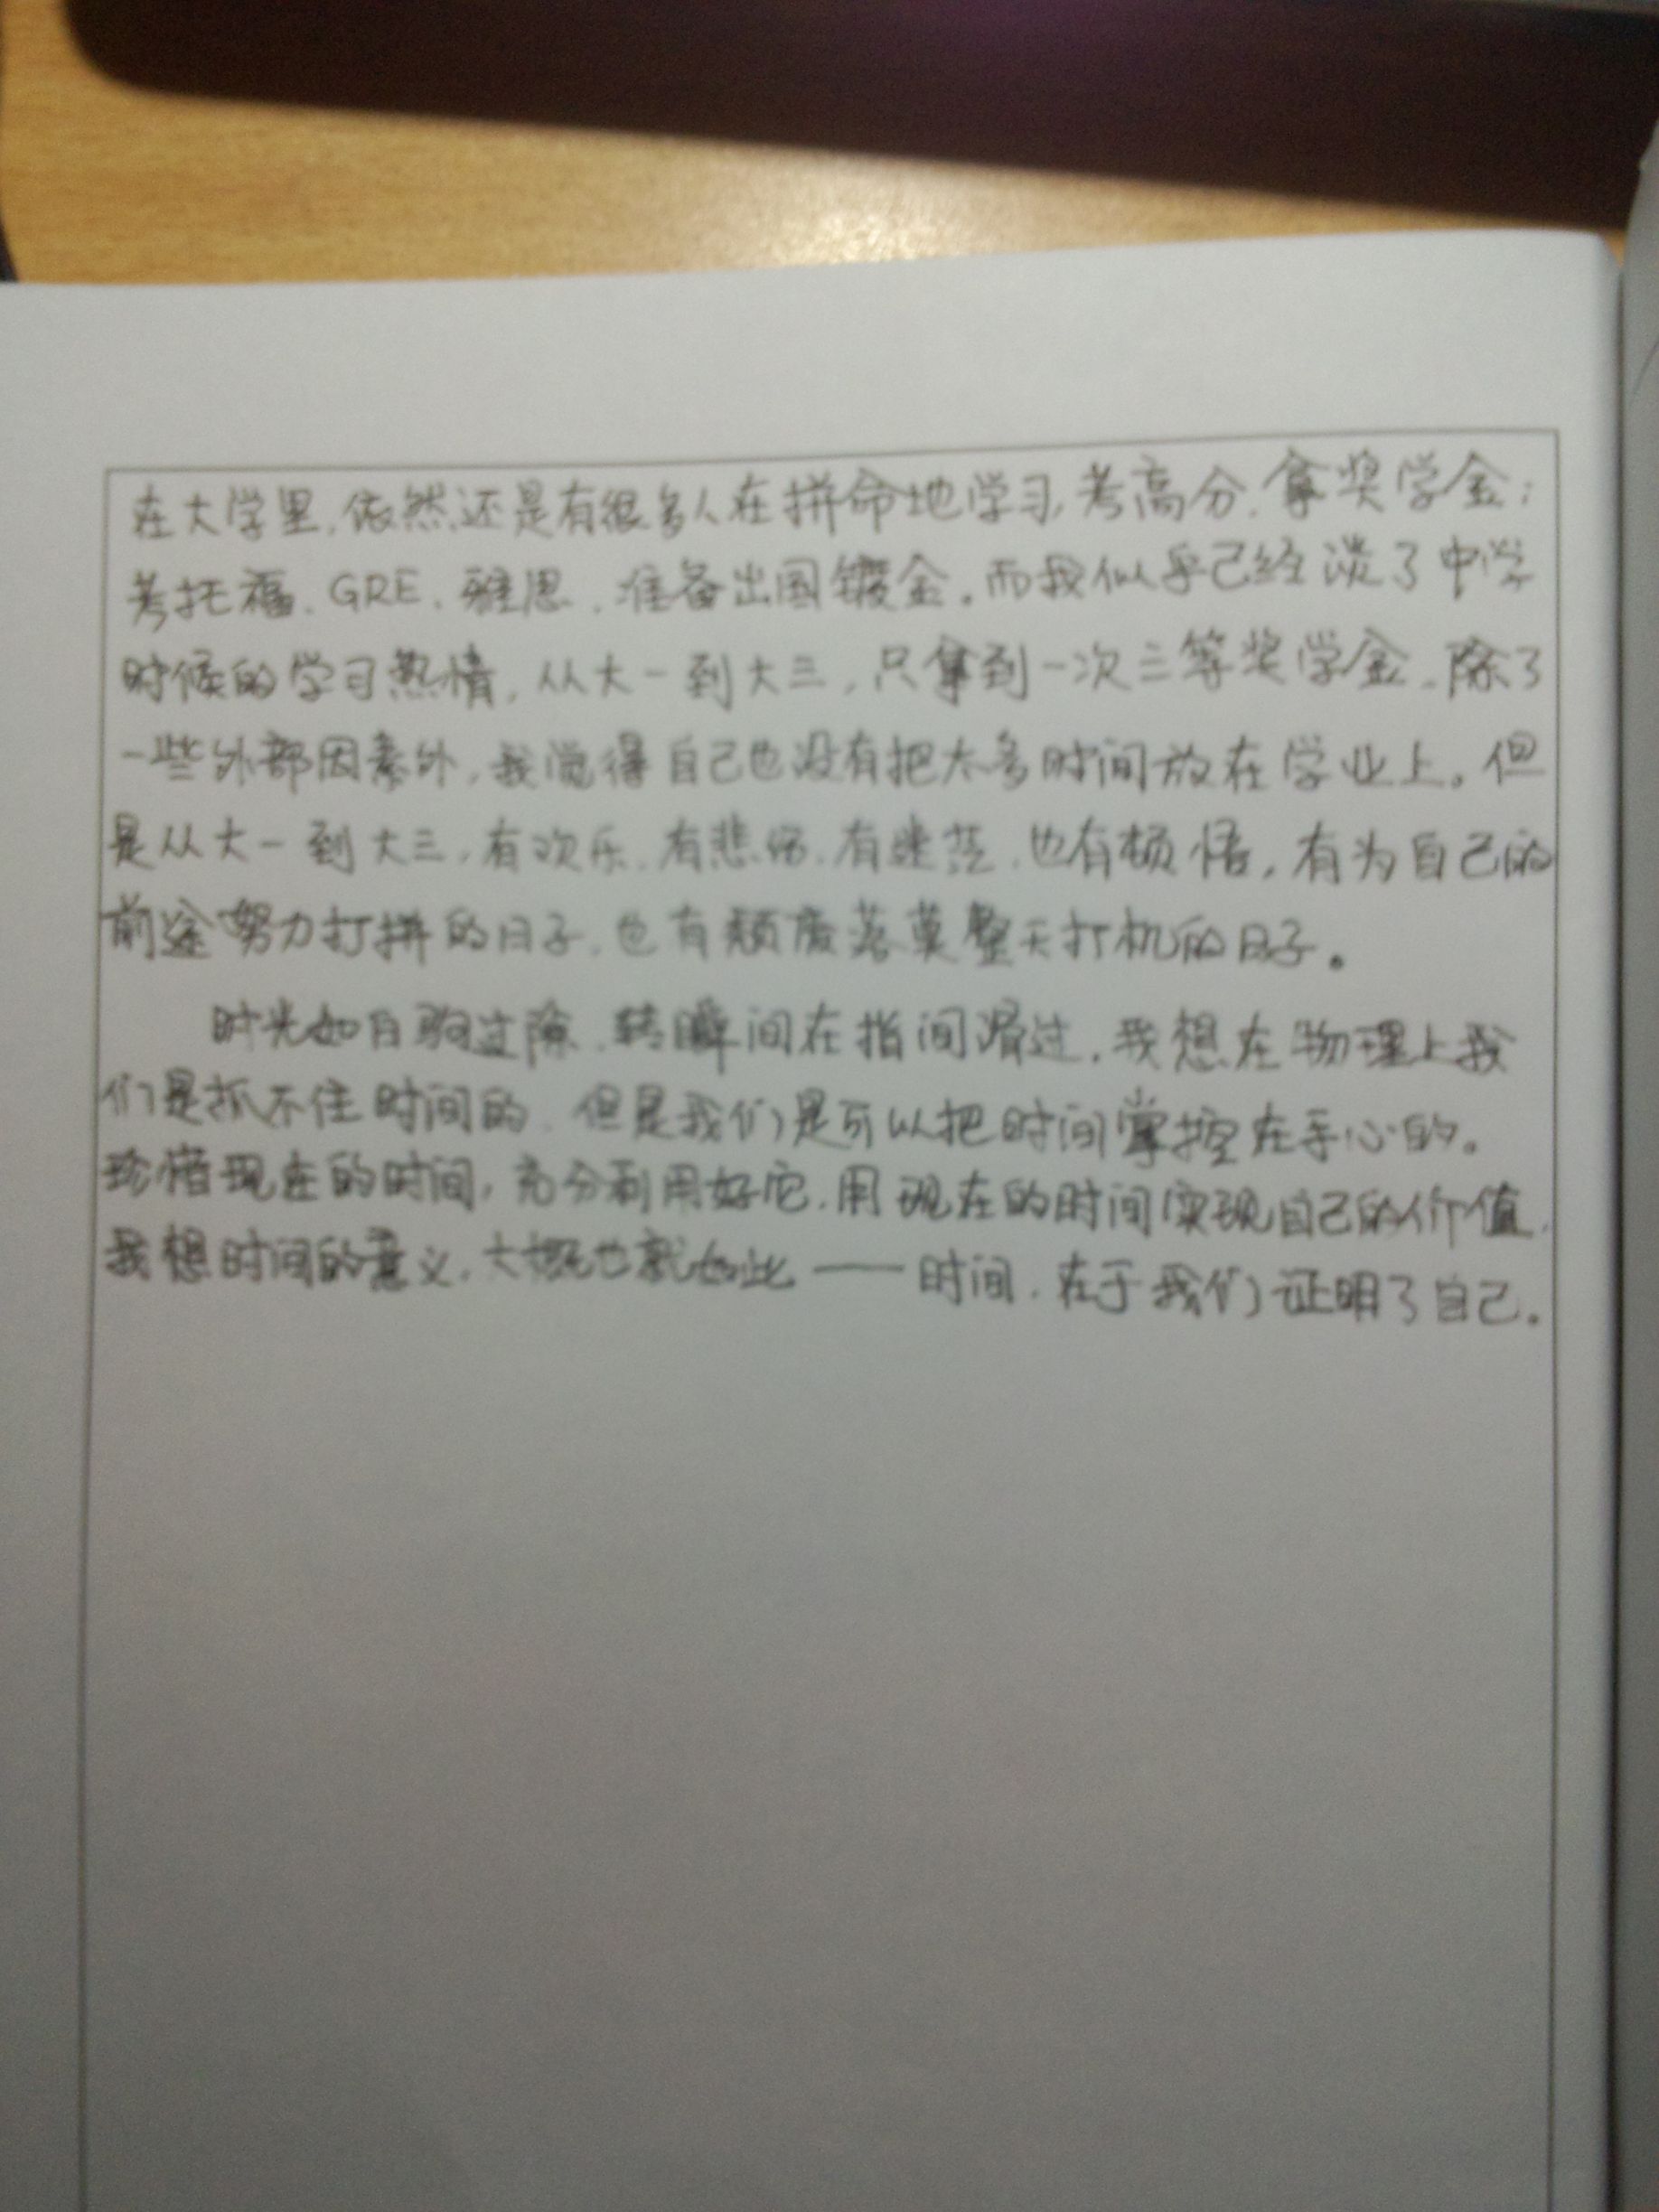 在大学里，依然还是有很多人在拼命地学习，考高分，拿奖学金；
考托福、GRE、雅思，准备出国镀金。而我似乎己经淡了中学
时候的学习热情，从大一到大三，只拿到一次三等奖学金，除了
一些外部因素外，我觉得自己也没有把太多时间放在学业上。但
是从大一到大三，有欢乐，有悲伤，有迷茫，也有顿悟，有为自己的
前途努力打拼的日子，也有颓废落莫整天打机的日子。
时光如白驹过隙，转瞬间在指间滑过，我想在物理上我
们是抓不住时间的，但是我们是可以把时间掌控在手心的。
珍惜现在的时间，充分利用好它，用现在的时间实现自己的价值，
我想时间的意义，大概也就如此——时间，在于我们证明了自己。